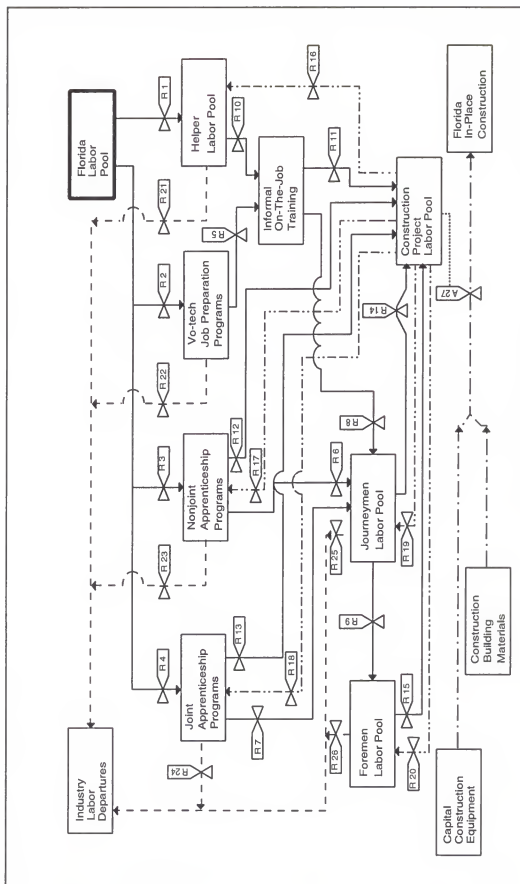 Florida
Labor
Pool
R 1
R 21
R 2
R 22
R 3
R 23
R 4
Industry
Labor
Departures
Helper
Labor Pool
R 10
R 16
Vo-tech
Job Preparation
Programs
R 5
Informal
On-The-Job
Training
R 11
Nonjoint
Apprenticeship
Programs
R 12
R 17
Joint
Apprenticeship
Programs
R 13
R 18
R 7
R 24
R 6
R 8
Construction
Project
Labor Pool
R 14
A 27
Florida
In-Place
Construction
Journeymen
Labor Pool
R 25
R 19
R 9
Foremen
Labor Pool
R 26
R 15
R 20
Construction
Building
Materials
Capital
Construction
Equipment